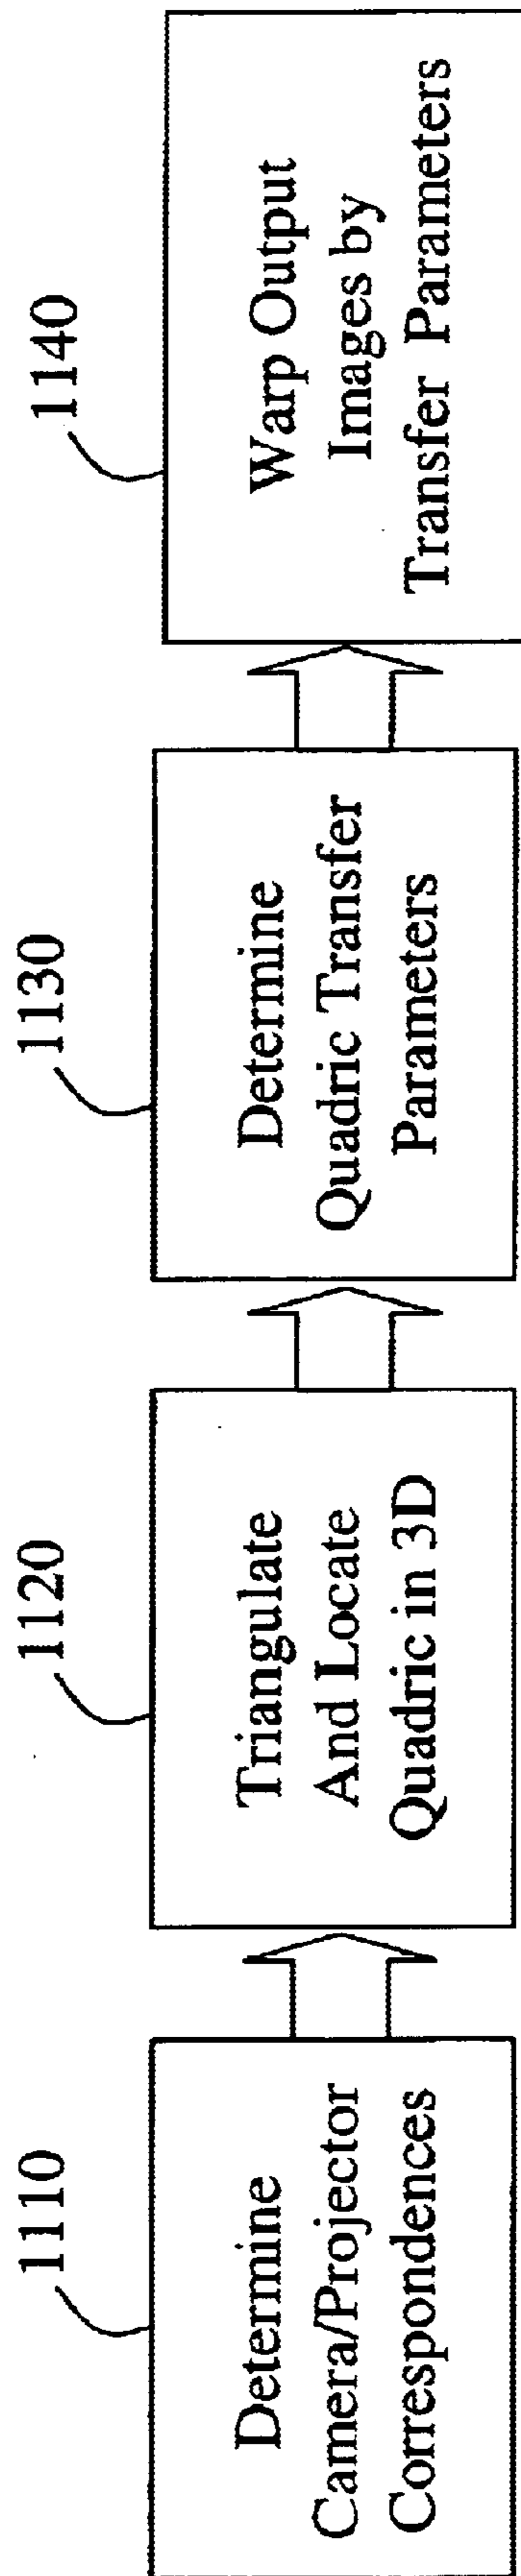 1110
Determine
Camera/Projector
Correspondences
1120
Triangulate
And Locate
Quadric in 3D
1130
Determine
Quadric Transfer
Parameters
1140
Warp Output
Images by
Transfer Parameters